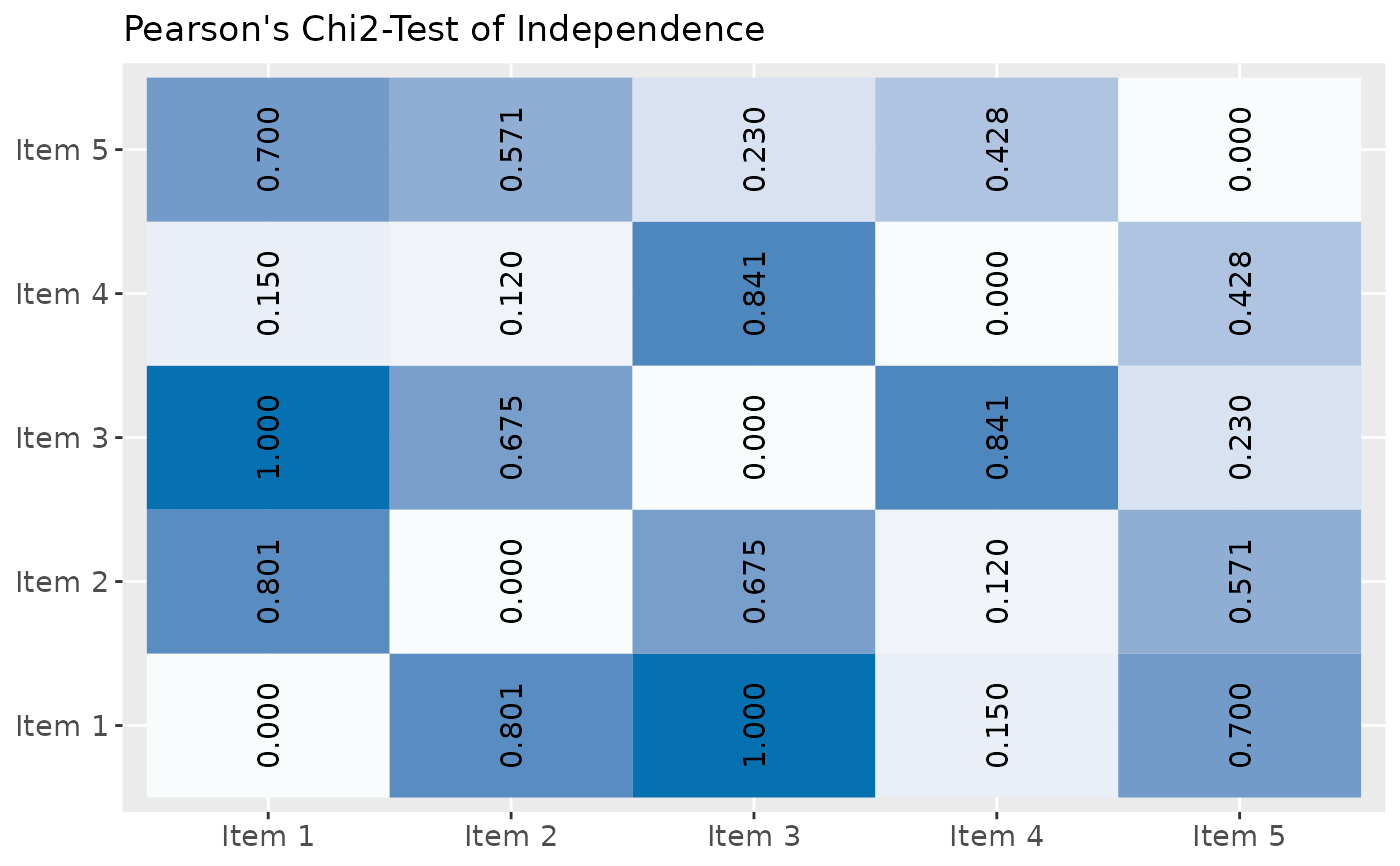 Pearson's Chi2-Test of Independence
Item 5 0.700 0.571 0.230 0.428 0.000
Item 4 0.150 0.120 0.841 0.000 0.428
Item 3 1.000 0.675 0.000 0.841 0.230
Item 2 0.801 0.000 0.675 0.120 0.571
Item 1 0.000 0.801 1.000 0.150 0.700
Item 1 Item 2 Item 3 Item 4 Item 5